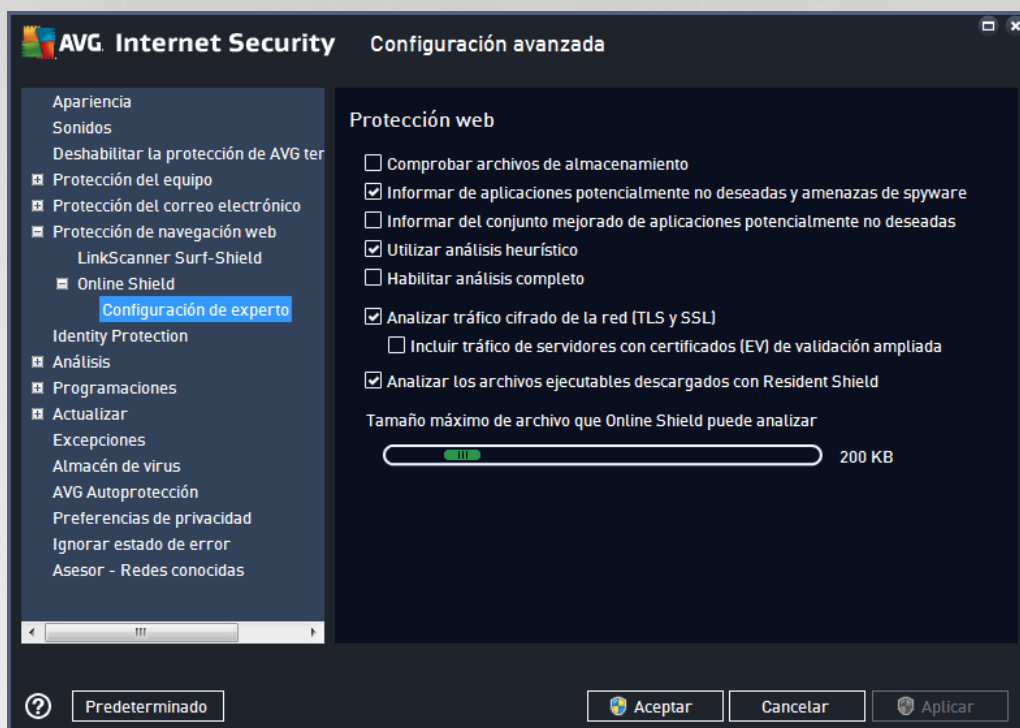 AVG. Internet Security
Configuración avanzada
Apariencia
Sonidos
Deshabilitar la protección de AVG ter
Protección del equipo
Protección del correo electrónico
Protección de navegación web
LinkScanner Surf-Shield
Online Shield
Configuración de experto
Identity Protection
Análisis
Programaciones
Actualizar
Excepciones
Almacén de virus
AVG Autoprotección
Preferencias de privacidad
Ignorar estado de error
Asesor - Redes conocidas
Protección web
Comprobar archivos de almacenamiento
Informar de aplicaciones potencialmente no deseadas y amenazas de spyware
Informar del conjunto mejorado de aplicaciones potencialmente no deseadas
Utilizar análisis heurístico
Habilitar análisis completo
Analizar tráfico cifrado de la red (TLS y SSL)
Incluir tráfico de servidores con certificados (EV) de validación ampliada
Analizar los archivos ejecutables descargados con Resident Shield
Tamaño máximo de archivo que Online Shield puede analizar
200 KB
? Predeterminado
Aceptar
Cancelar
Aplicar